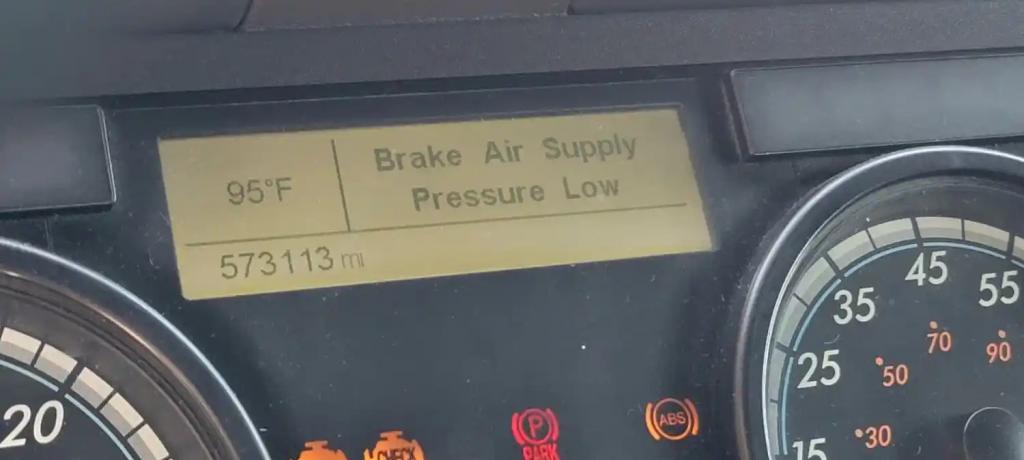 95°F
Brake Air Supply
Pressure Low
573113 mi
20
15
25
35
45
55
30
50
70
90
CHECK
P
PARK
ABS